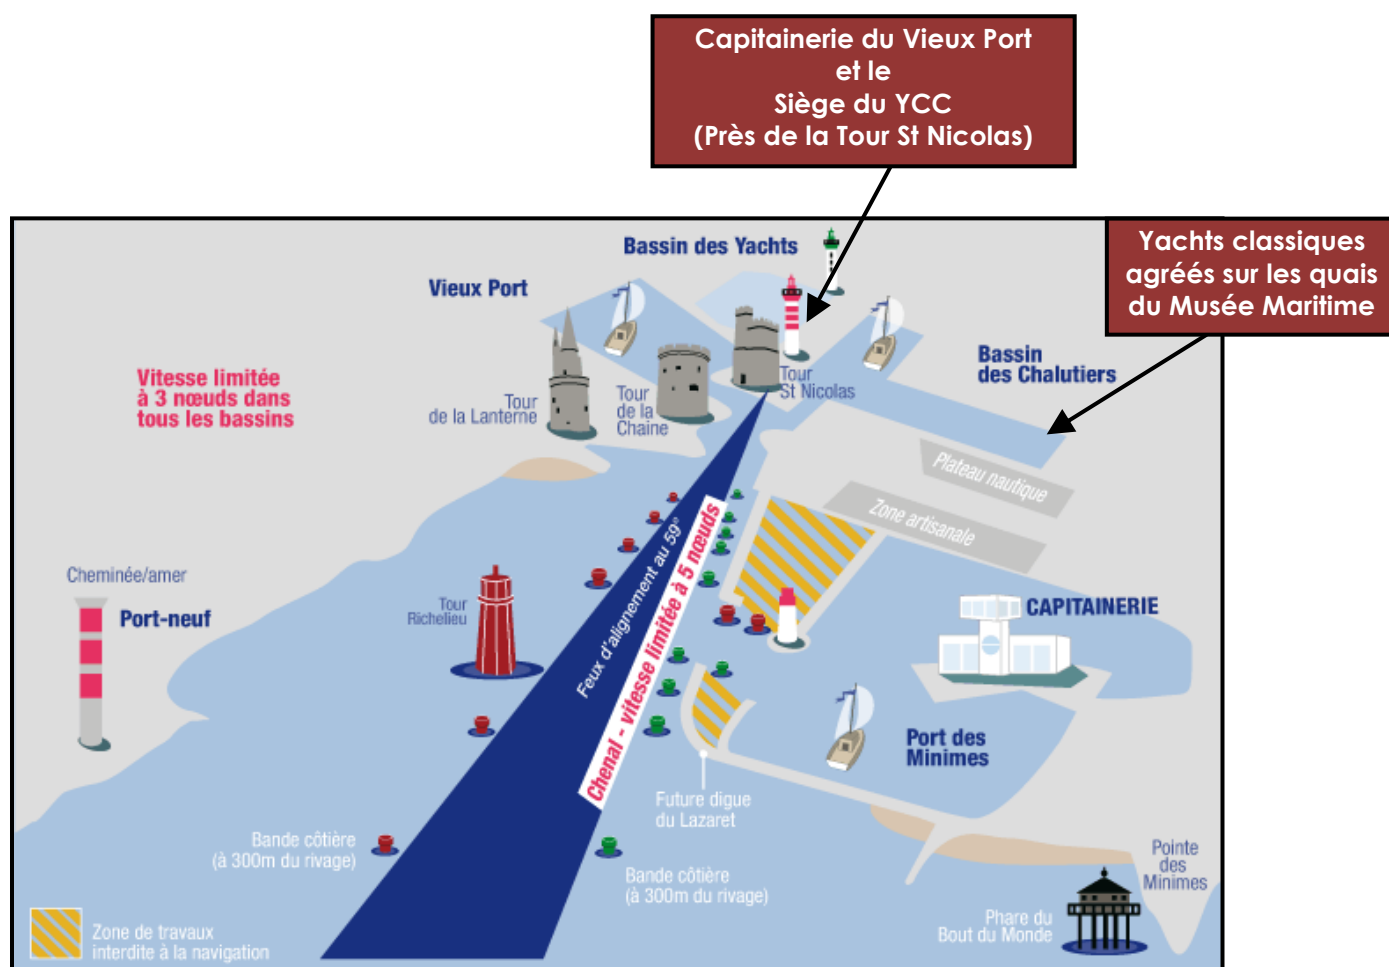 Capitainerie du Vieux Port
et le
Siège du YCC
(Près de la Tour St Nicolas)
Yachts classiques
agréés sur les quais
du Musée Maritime
Bassin des Yachts
Vieux Port
Bassin
des Chalutiers
Vitesse limitée
à 3 nœuds dans
tous les bassins
Tour
de la Lanterne
Tour
de la
Chaine
Tour
St Nicolas
Plateau nautique
Zone artisanale
Feux d'alignement au 59°
Chenal - vitesse limitée à 5 nœuds
Cheminée/amer
Port-neuf
Tour
Richelieu
CAPITAINERIE
Port des
Minimes
Future digue
du Lazaret
Bande côtière
(à 300m du rivage)
Bande côtière
(à 300m du rivage)
Pointe
des
Minimes
Phare du
Bout du Monde
Zone de travaux
interdite à la navigation